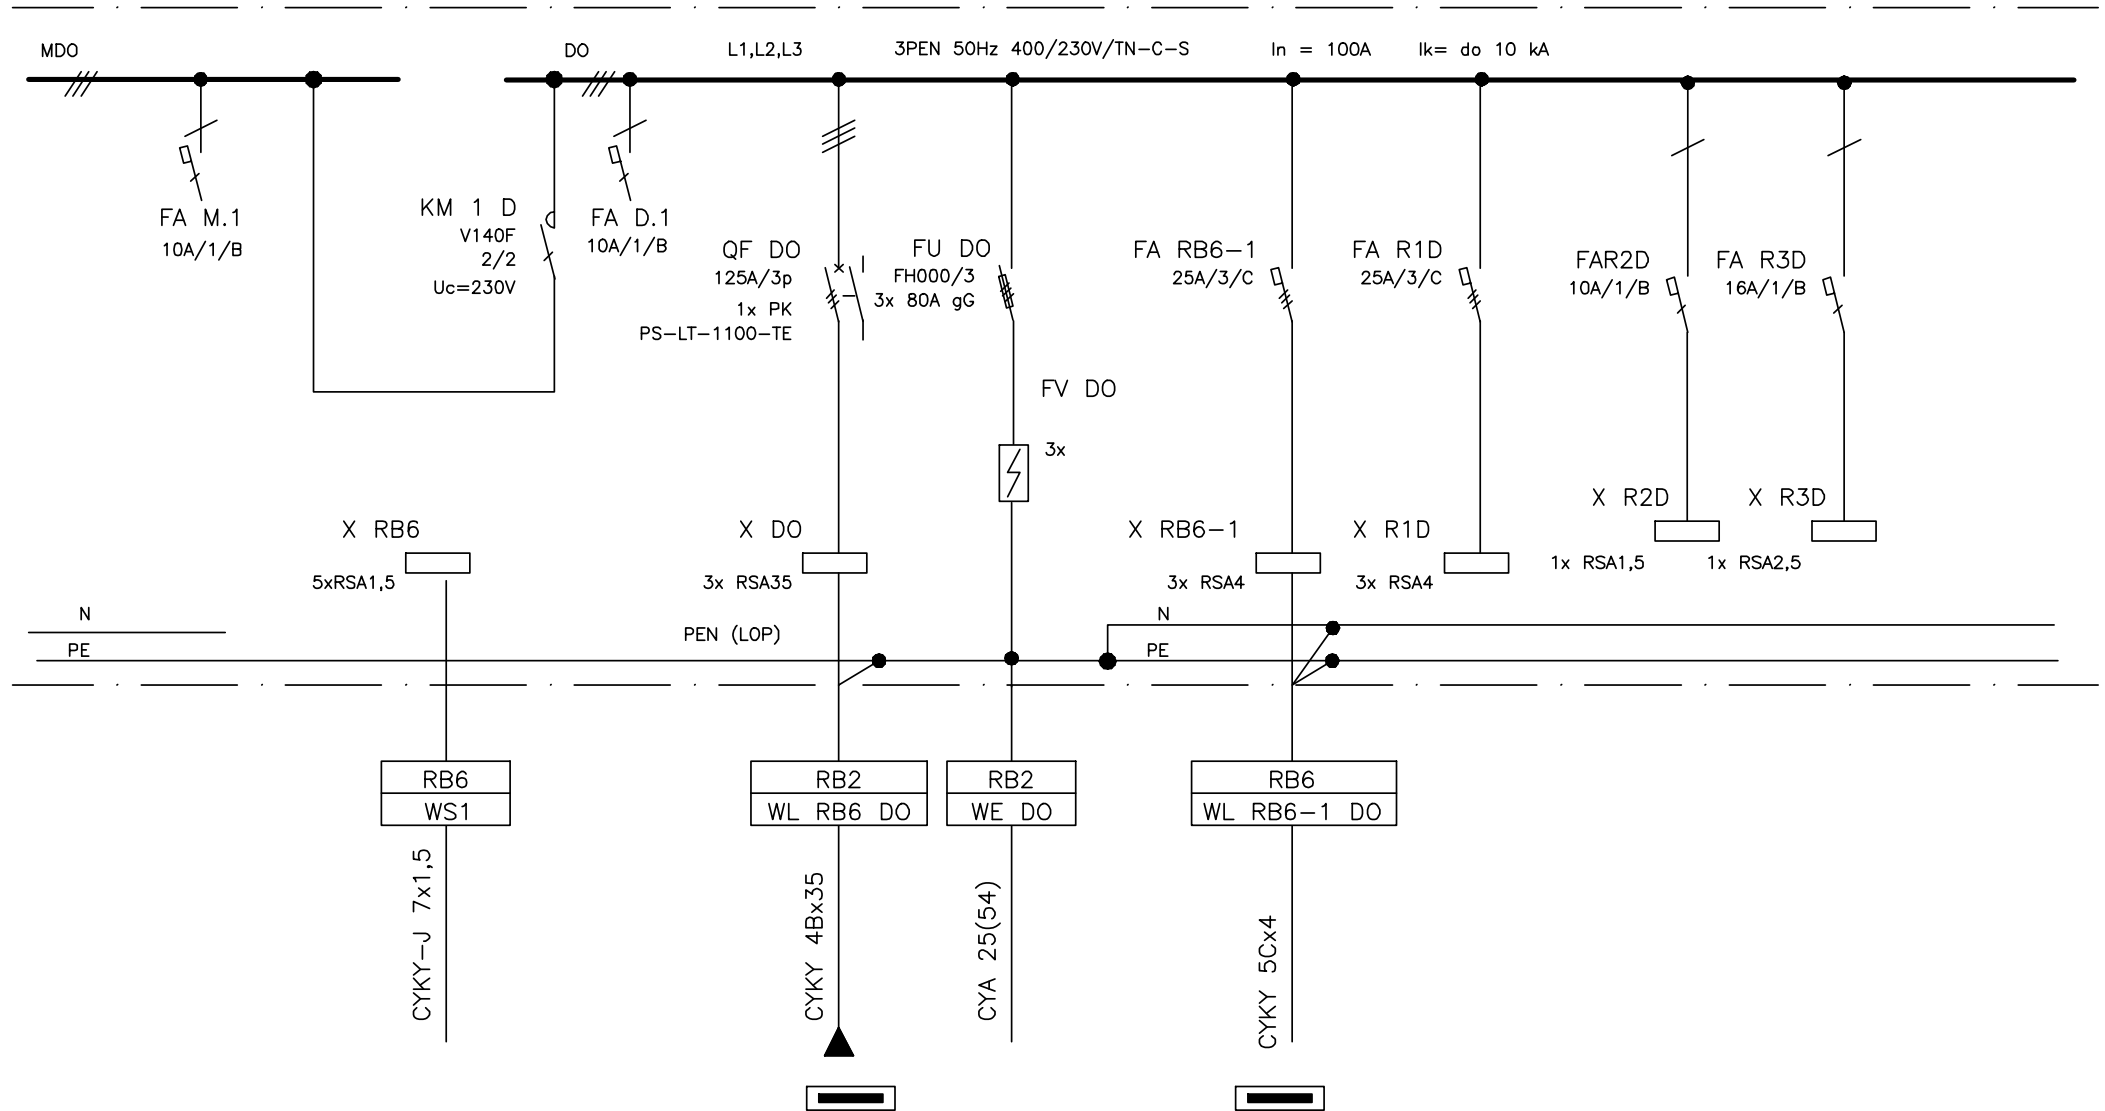 MDO
DO
L1,L2,L3
3PEN 50Hz 400/230V/TN-C-S
In = 100A
Ik= do 10 kA
FA M.1
10A/1/B
KM 1 D
V140F
2/2
Uc=230V
FA D.1
10A/1/B
QF DO
125A/3p
1x PK
PS-LT-1100-TE
FU DO
FH000/3
3x 80A gG
FV DO
3x
FA RB6-1
25A/3/C
FA R1D
25A/3/C
FAR2D
10A/1/B
FA R3D
16A/1/B
X RB6
5xRSA1,5
X DO
3x RSA35
X RB6-1
3x RSA4
X R1D
3x RSA4
X R2D
1x RSA1,5
X R3D
1x RSA2,5
N
PE
PEN (LOP)
N
PE
RB6
WS1
CYKY-J 7x1,5
RB2
WL RB6 DO
CYKY 4Bx35
RB2
WE DO
CYA 25(54)
RB6
WL RB6-1 DO
CYKY 5Cx4